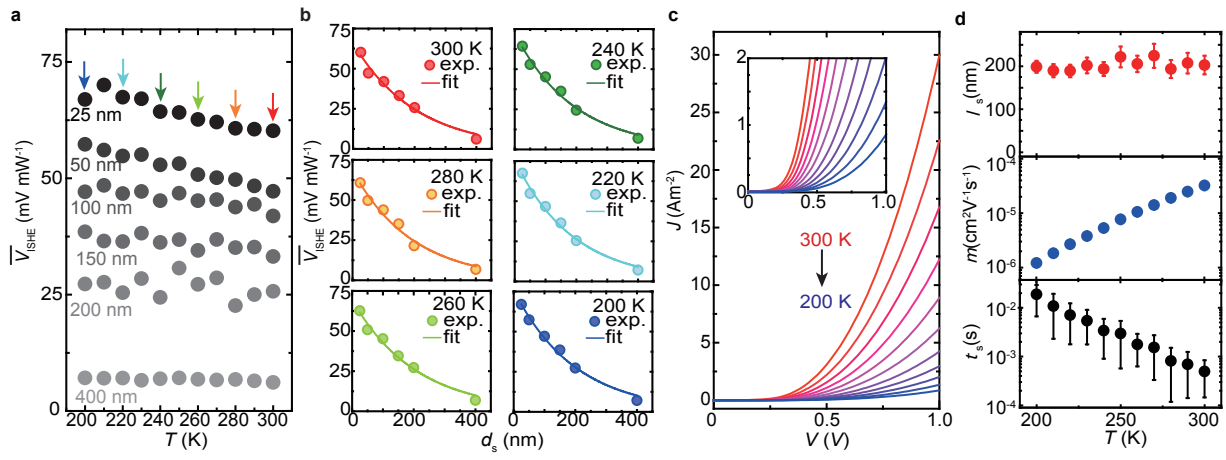 a
V̅ISHE (mV mW⁻¹)
75
50
25
0
25 nm
50 nm
100 nm
150 nm
200 nm
400 nm
200 220 240 260 280 300
T (K)
b
V̅ISHE (mV mW⁻¹)
75
50
25
0
300 K
exp.
fit
240 K
exp.
fit
75
50
25
0
280 K
exp.
fit
220 K
exp.
fit
75
50
25
0
260 K
exp.
fit
200 K
exp.
fit
0 200 400
0 200 400
ds (nm)
c
J (Am⁻²)
30
25
20
15
10
5
0
2
1
0
0.5 1.0
300 K
200 K
0 0.5 1.0
V (V)
d
ls (nm)
200
100
0
m(cm²V⁻¹s⁻¹)
10⁻⁴
10⁻⁵
10⁻⁶
ts(s)
10⁻²
10⁻³
10⁻⁴
200 250 300
T (K)